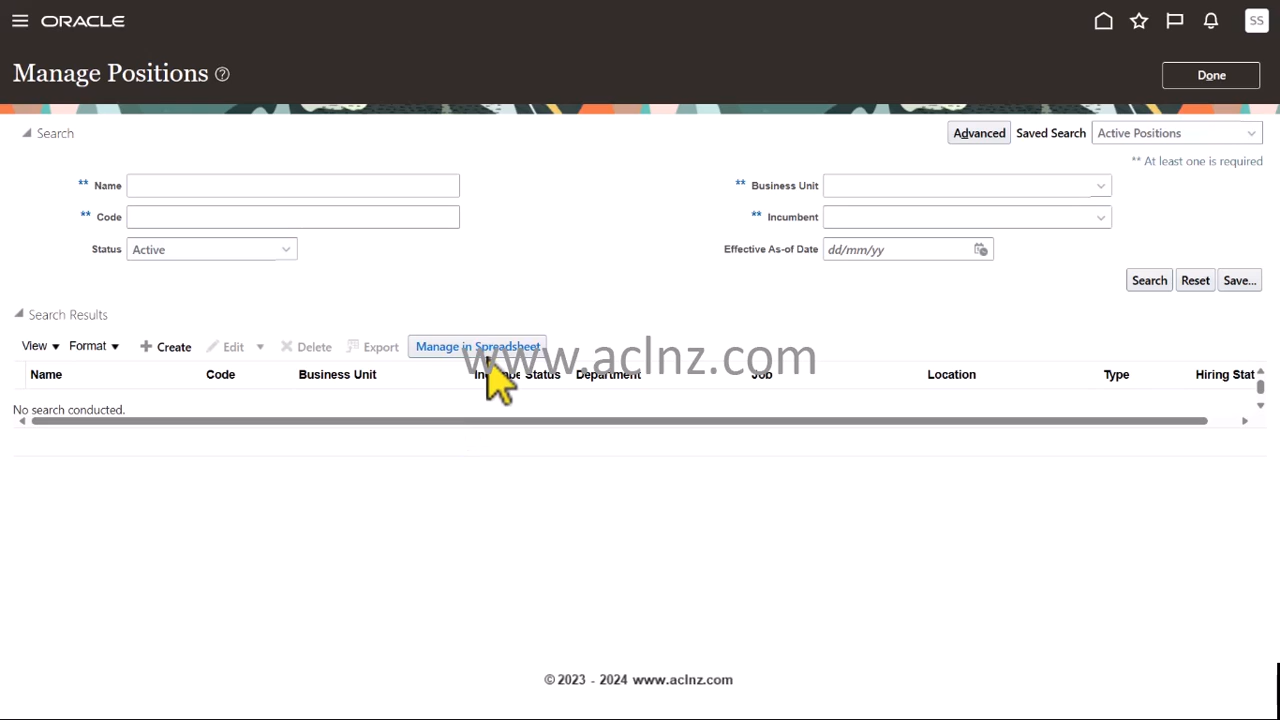 ORACLE
SS
Manage Positions
Done
Search
Advanced Saved Search Active Positions
** At least one is required
** Name
** Business Unit
** Code
** Incumbent
Status Active
Effective As-of Date dd/mm/yy
Search Reset Save...
Search Results
View Format Create Edit Delete Export Manage in Spreadsheet
www.aclnz.com
Name Code Business Unit Status Department Job Location Type Hiring Stat
No search conducted.
© 2023 - 2024 www.aclnz.com